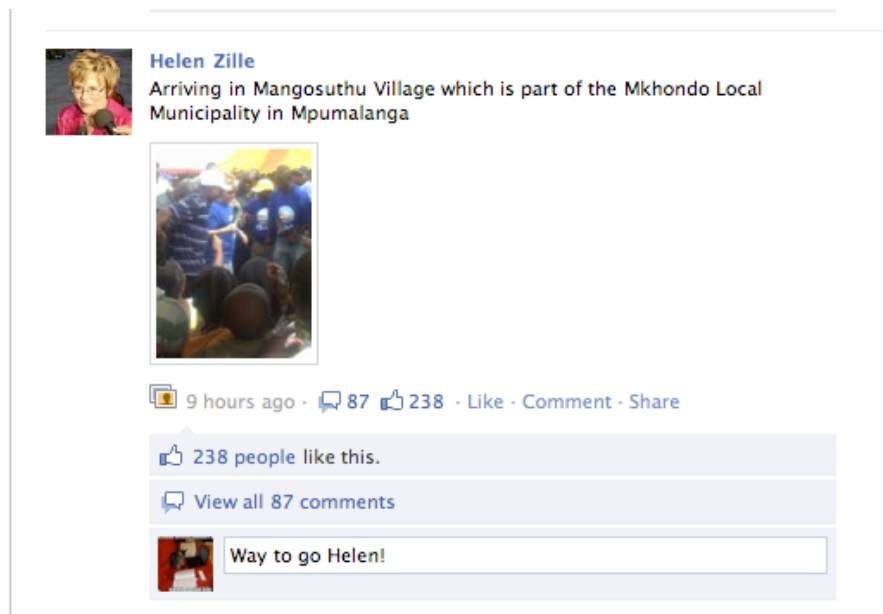 Helen Zille
Arriving in Mangosuthu Village which is part of the Mkhondo Local
Municipality in Mpumalanga
9 hours ago · 87 238 · Like · Comment · Share
238 people like this.
View all 87 comments
Way to go Helen!